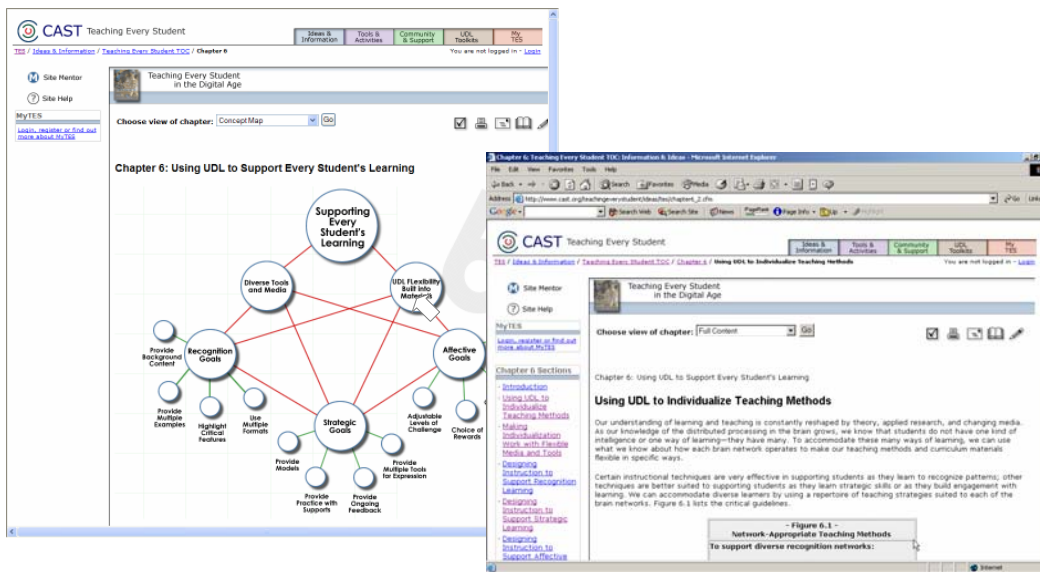 CAST Teaching Every Student
Ideas & Information
Tools & Activities
Community & Support
UDL Toolkits
My TES
TES / Ideas & Information / Teaching Every Student TOC / Chapter 6
You are not logged in - Login
Site Mentor
Site Help
MyTES
Login, register or find out
more about MyTES
Teaching Every Student
in the Digital Age
Choose view of chapter: Concept Map Go
Chapter 6: Using UDL to Support Every Student's Learning
Supporting
Every
Student's
Learning
Diverse Tools
and Media
UDL FLexibility
Built into
Materials
Recognition
Goals
Affective
Goals
Strategic
Goals
Provide
Background
Content
Provide
Multiple
Examples
Highlight
Critical
Features
Use
Multiple
Formats
Provide
Models
Provide
Practice with
Supports
Provide
Ongoing
Feedback
Provide
Multiple Tools
for Expression
Adjustable
Levels of
Challenge
Choice of
Rewards
6
Chapter 6: Teaching Every Student TOC: Information & Ideas - Microsoft Internet Explorer
File Edit View Favorites Tools Help
Back Search Favorites Media
Address http://www.cast.org/teachingeverystudent/ideas/tes/chapter6_2.cfm Go Links
Google Search Web Search Site News PageRank Page Info Up Highlight
CAST Teaching Every Student
Ideas & Information
Tools & Activities
Community & Support
UDL Toolkits
My TES
TES / Ideas & Information / Teaching Every Student TOC / Chapter 6 / Using UDL to Individualize Teaching Methods
You are not logged in - Login
Site Mentor
Site Help
MyTES
Login, register or find out
more about MyTES
Teaching Every Student
in the Digital Age
Choose view of chapter: Full Content Go
Chapter 6 Sections
· Introduction
· Using UDL to
Individualize
Teaching Methods
· Making
Individualization
Work with Flexible
Media and Tools
· Designing
Instruction to
Support Recognition
Learning
· Designing
Instruction to
Support Strategic
Learning
· Designing
Instruction to
Support Affective
Chapter 6: Using UDL to Support Every Student's Learning
Using UDL to Individualize Teaching Methods
Our understanding of learning and teaching is constantly reshaped by theory, applied research, and changing media.
As our knowledge of the distributed processing in the brain grows, we know that students do not have one kind of
intelligence or one way of learning—they have many. To accommodate these many ways of learning, we can use
what we know about how each brain network operates to make our teaching methods and curriculum materials
flexible in specific ways.
Certain instructional techniques are very effective in supporting students as they learn to recognize patterns; other
techniques are better suited to supporting students as they learn strategic skills or as they build engagement with
learning. We can accommodate diverse learners by using a repertoire of teaching strategies suited to each of the
brain networks. Figure 6.1 lists the critical guidelines.
- Figure 6.1 -
Network-Appropriate Teaching Methods
To support diverse recognition networks:
Internet